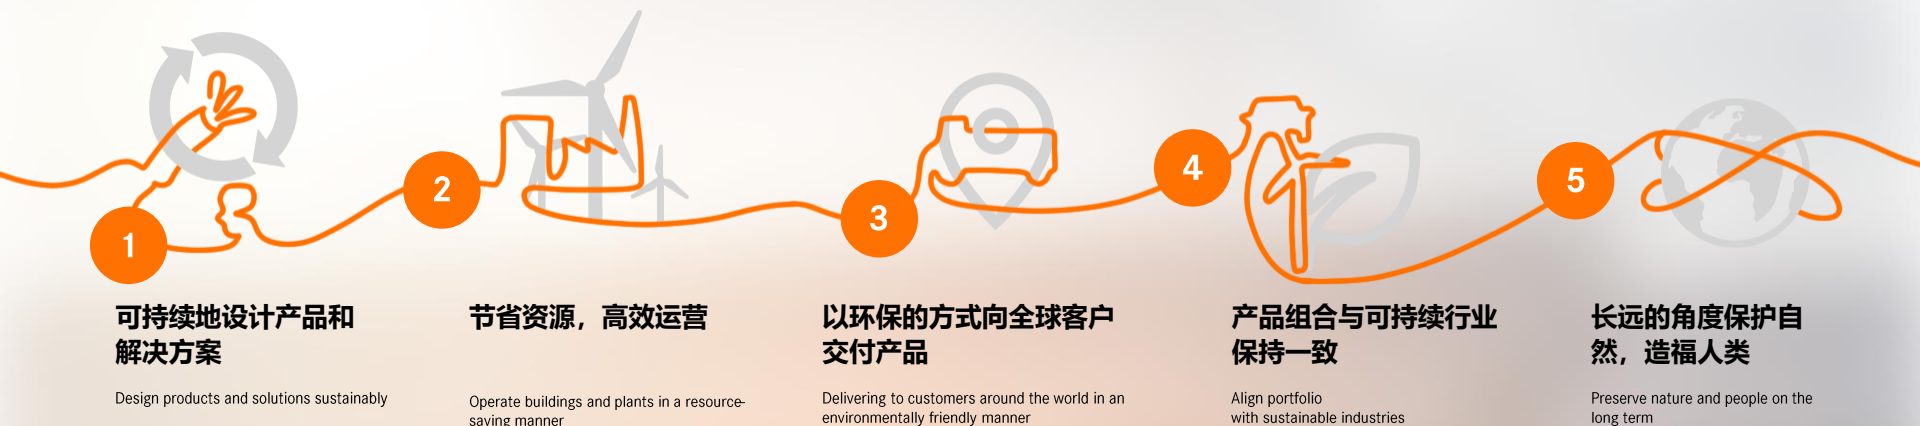 1
2
3
4
5
可持续地设计产品和
解决方案
Design products and solutions sustainably
节省资源，高效运营
Operate buildings and plants in a resource-
saving manner
以环保的方式向全球客户
交付产品
Delivering to customers around the world in an
environmentally friendly manner
产品组合与可持续行业
保持一致
Align portfolio
with sustainable industries
长远的角度保护自
然，造福人类
Preserve nature and people on the
long term